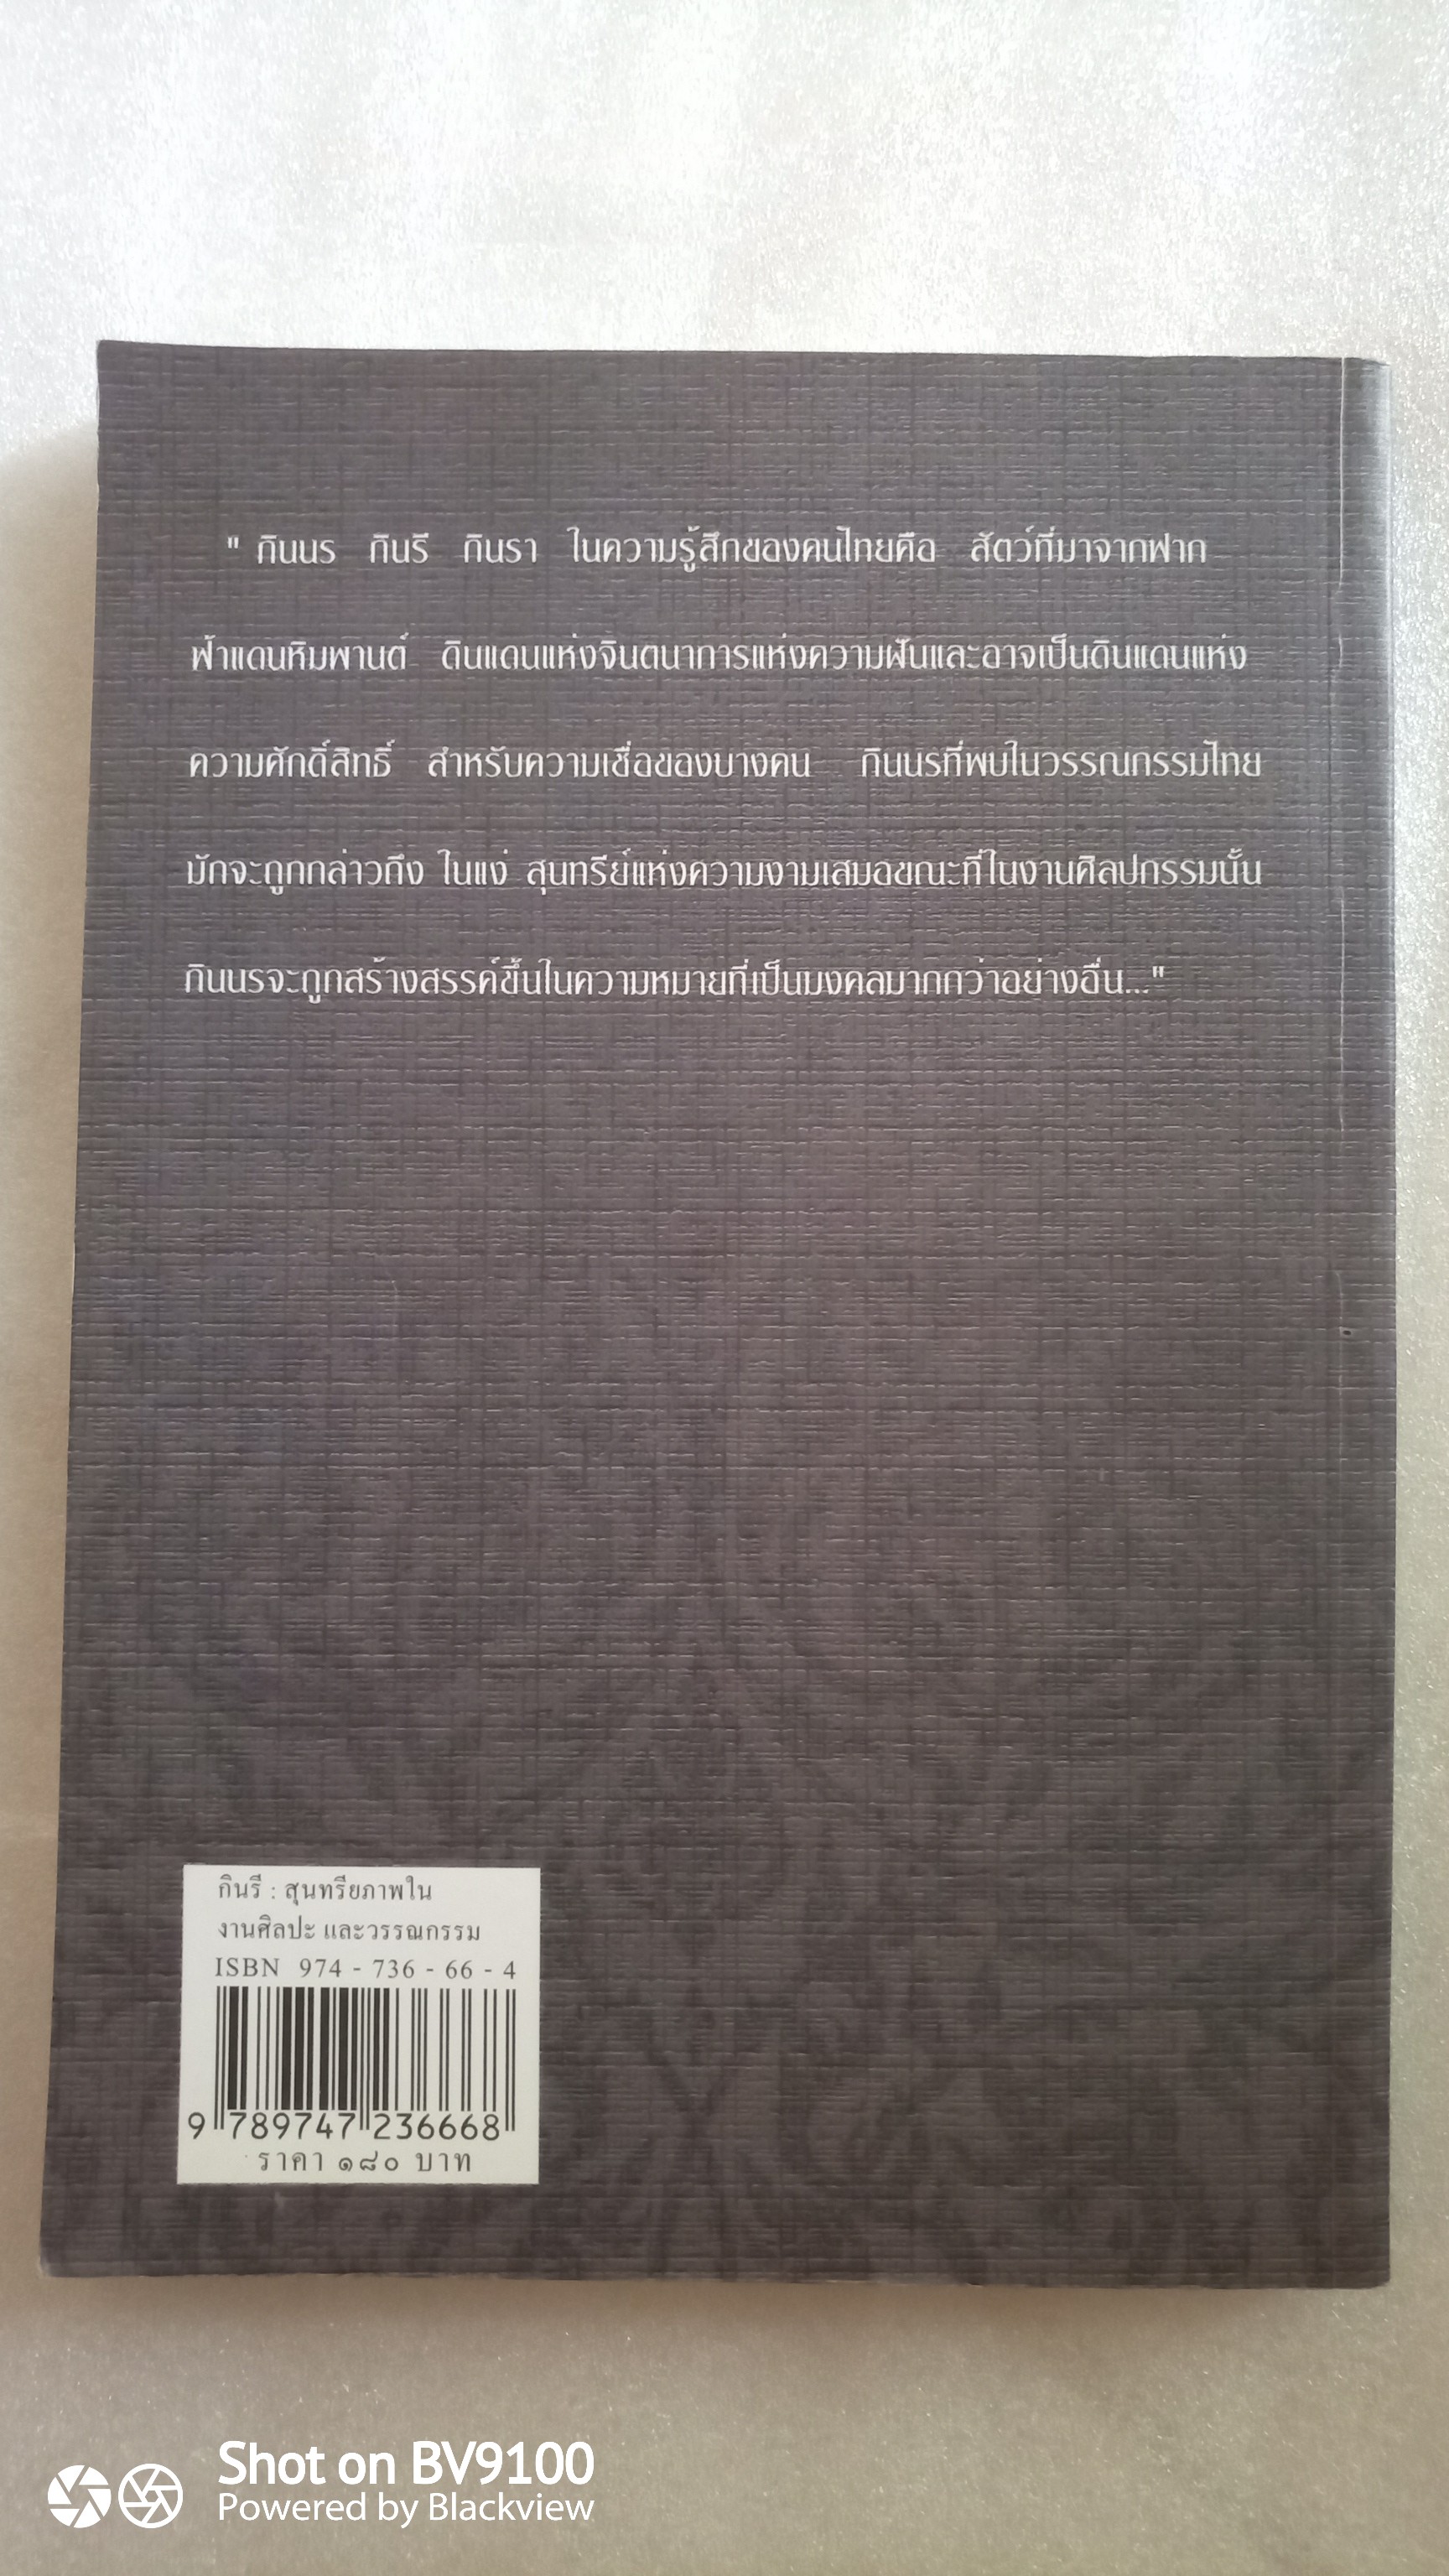 " กินนร กินรี กินรา ในความรู้สึกของคนไทยคือ สัตว์ที่มาจากฟาก
ฟ้าแดนหิมพานต์ ดินแดนแห่งจินตนาการแห่งความฝันและอาจเป็นดินแดนแห่ง
ความศักดิ์สิทธิ์ สำหรับความเชื่อของบางคน กินนรที่พบในวรรณกรรมไทย
มักจะถูกกล่าวถึง ในแง่ สุนทรีย์แห่งความงามเสมอขณะที่ในงานศิลปกรรมนั้น
กินนรจะถูกสร้างสรรค์ขึ้นในความหมายที่เป็นมงคลมากกว่าอย่างอื่น..."
กินรี : สุนทรียภาพใน
งานศิลปะ และวรรณกรรม
ISBN 974 - 736 - 66 - 4
9 789747 236668
ราคา ๑๘๐ บาท
Shot on BV9100
Powered by Blackview